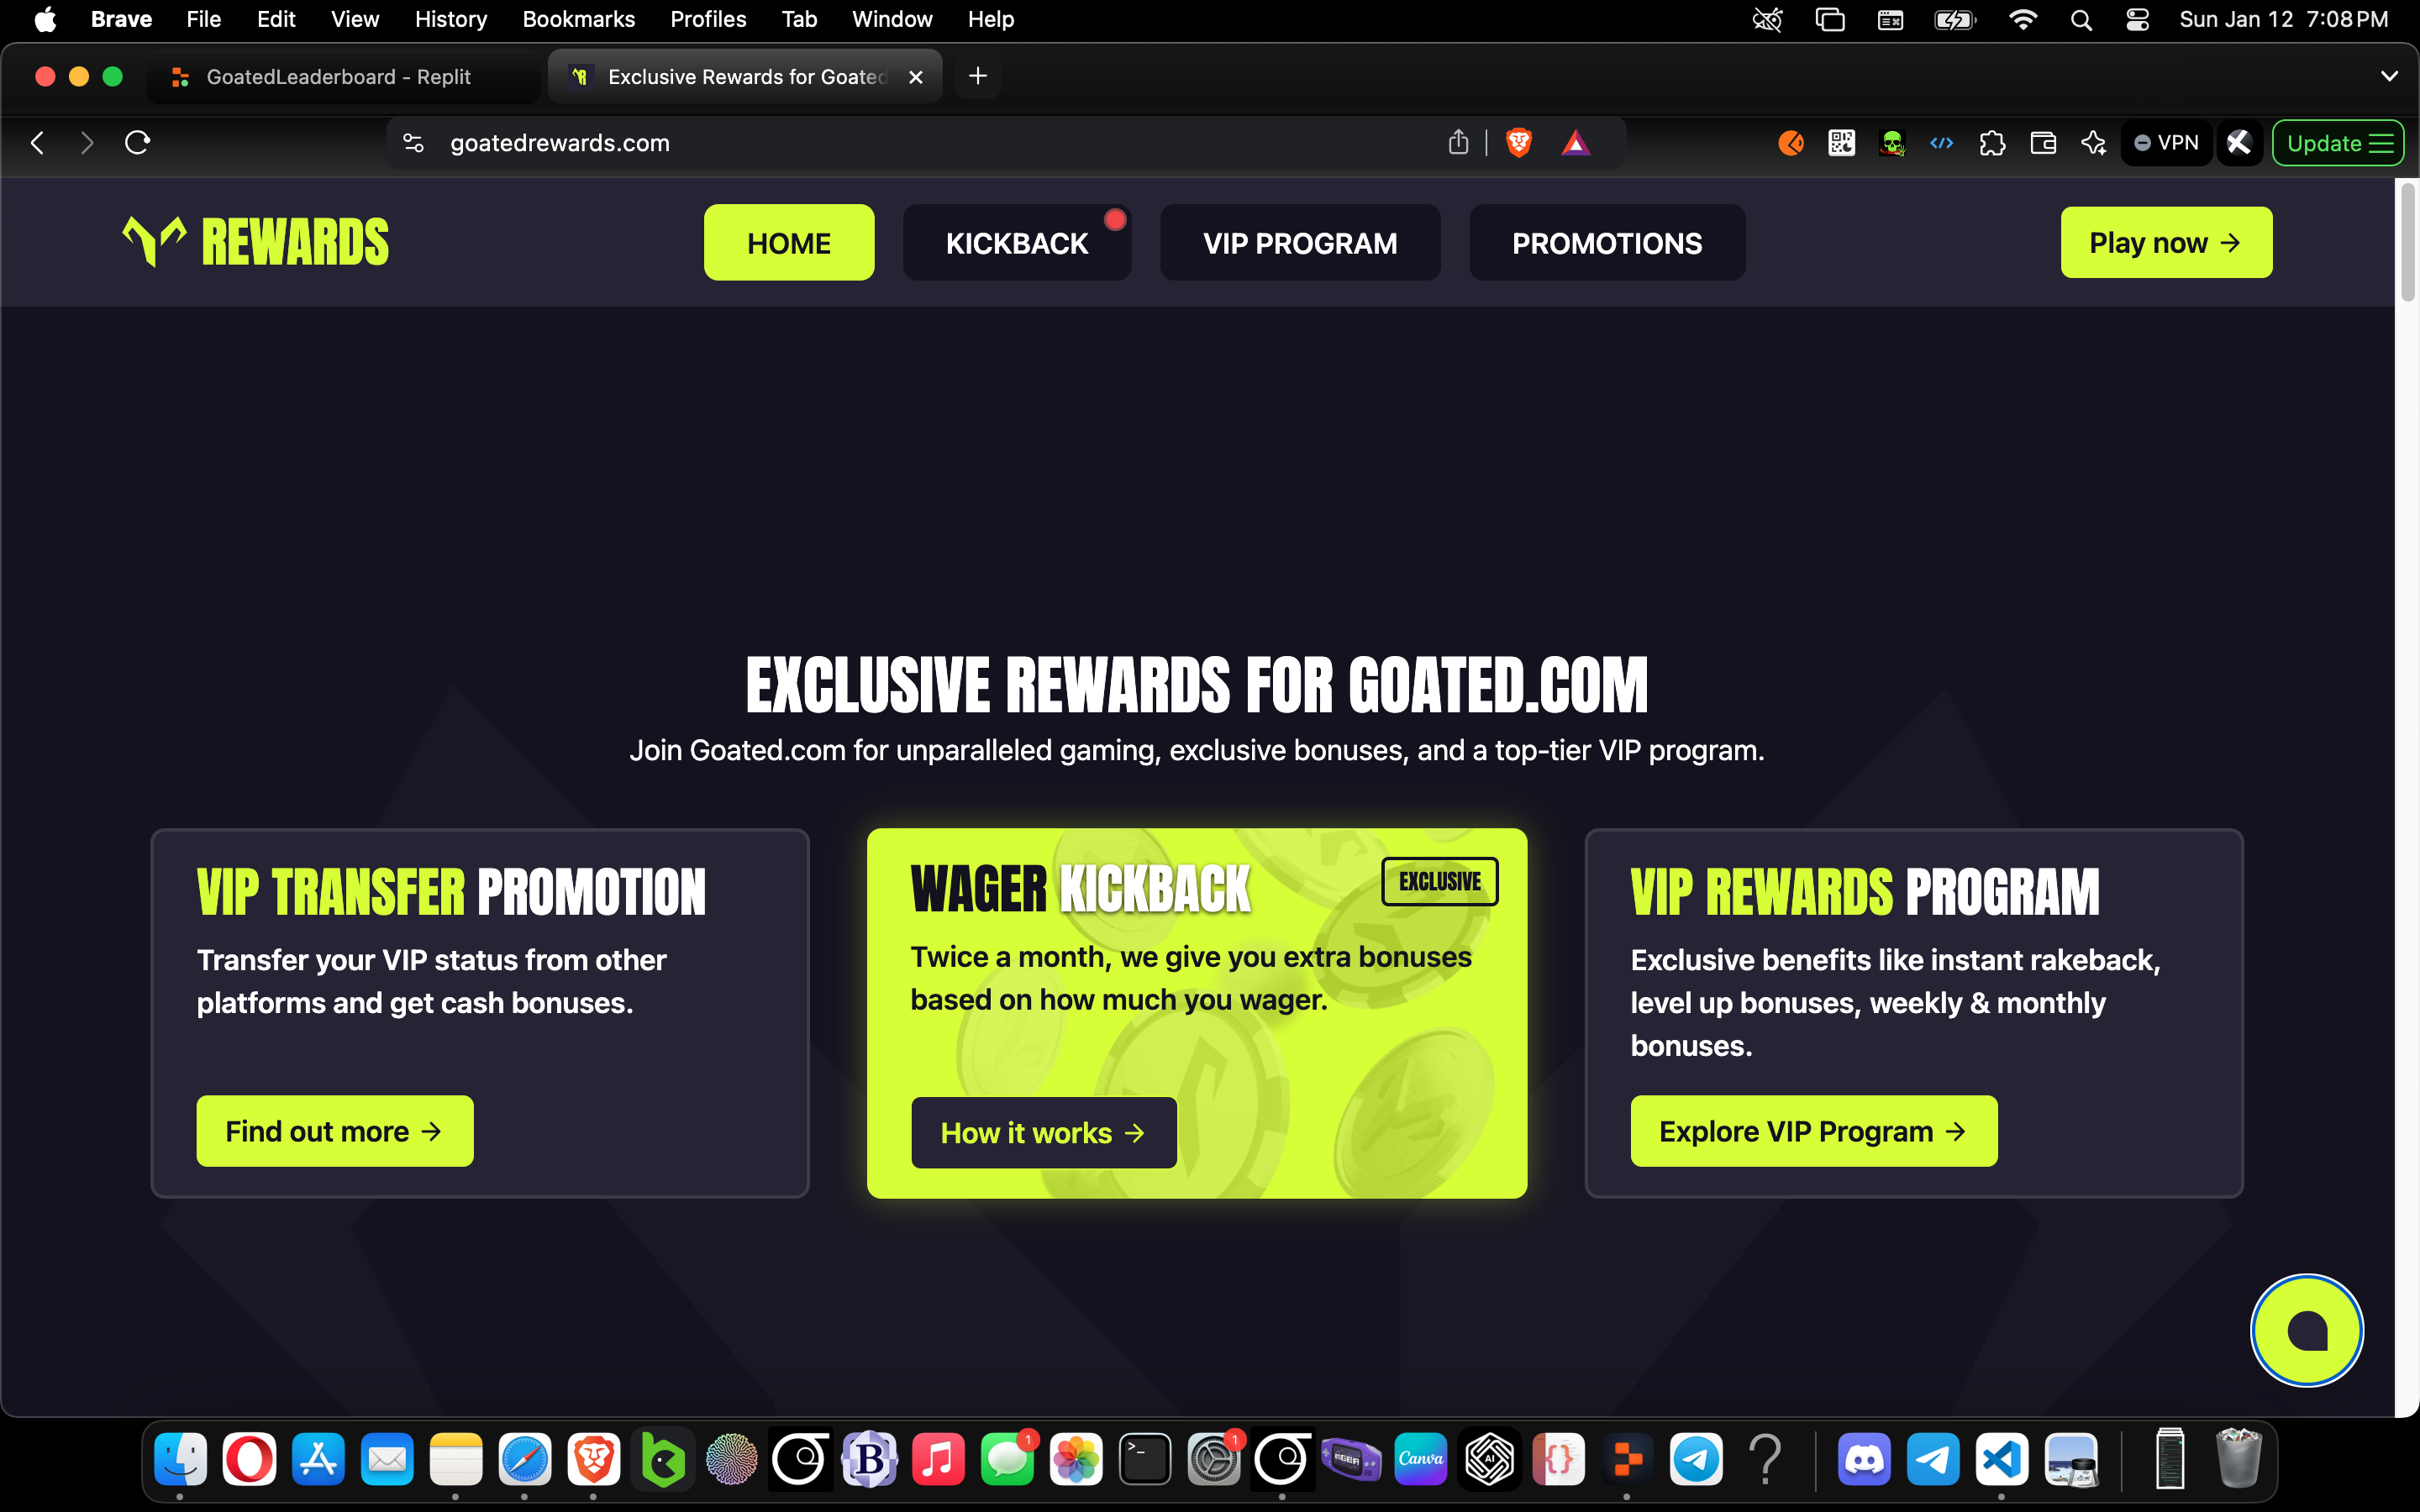 Brave File Edit View History Bookmarks Profiles Tab Window Help Sun Jan 12 7:08 PM
GoatedLeaderboard - Replit
Exclusive Rewards for Goated
goatedrewards.com
VPN
Update
REWARDS
HOME
KICKBACK
VIP PROGRAM
PROMOTIONS
Play now →
EXCLUSIVE REWARDS FOR GOATED.COM
Join Goated.com for unparalleled gaming, exclusive bonuses, and a top-tier VIP program.
VIP TRANSFER PROMOTION
Transfer your VIP status from other
platforms and get cash bonuses.
Find out more →
WAGER KICKBACK
EXCLUSIVE
Twice a month, we give you extra bonuses
based on how much you wager.
How it works →
VIP REWARDS PROGRAM
Exclusive benefits like instant rakeback,
level up bonuses, weekly & monthly
bonuses.
Explore VIP Program →
B
1
>_
1
mGBA
Canva
AI
{}
?